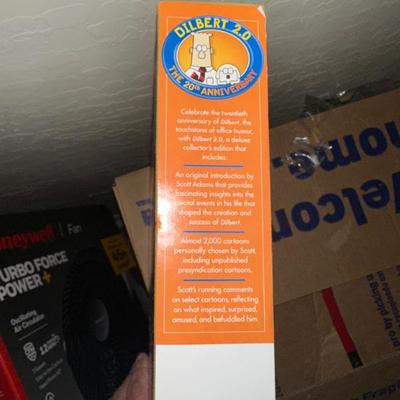 DILBERT 2.0
THE 20th ANNIVERSARY
Celebrate the twentieth
anniversary of Dilbert, the
touchstone of office humor,
with Dilbert 2.0, a deluxe
collector's edition that
includes:
An original introduction by
Scott Adams that provides
fascinating insights into the
pivotal events in his life that
shaped the creation and
success of Dilbert.
Almost 2,000 cartoons
personally chosen by Scott,
including unpublished
presyndication cartoons.
Scott's running comments
on select cartoons, reflecting
on what inspired, surprised,
amused, and befuddled him.
neywell | Fan
URBO FORCE
POWER+
Oscillating
Air Circulator
elcon
ome.